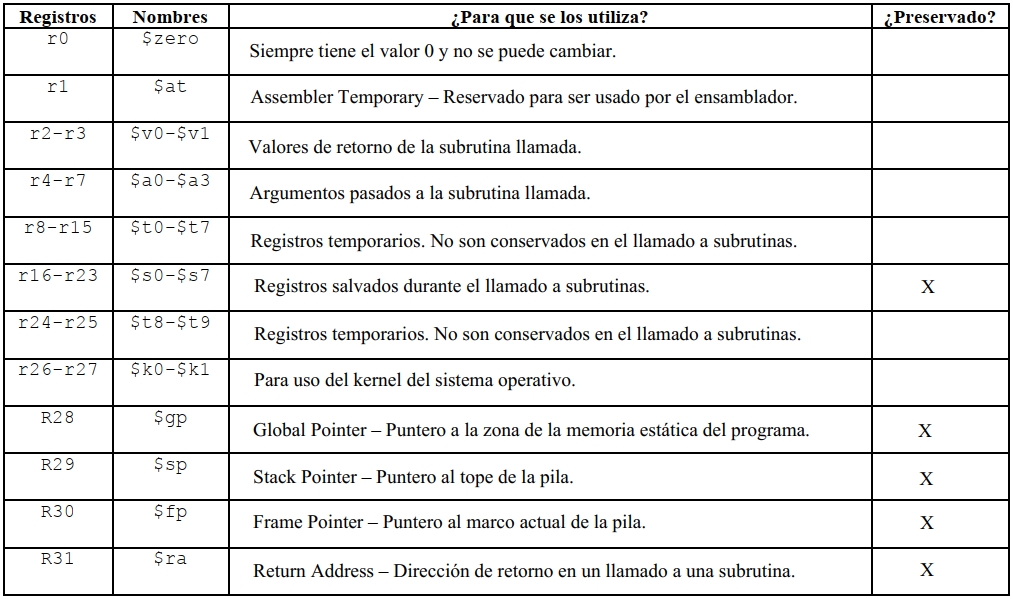 Registros Nombres ¿Para que se los utiliza? ¿Preservado?
r0 $zero Siempre tiene el valor 0 y no se puede cambiar.
r1 $at Assembler Temporary – Reservado para ser usado por el ensamblador.
r2-r3 $v0-$v1 Valores de retorno de la subrutina llamada.
r4-r7 $a0-$a3 Argumentos pasados a la subrutina llamada.
r8-r15 $t0-$t7 Registros temporarios. No son conservados en el llamado a subrutinas.
r16-r23 $s0-$s7 Registros salvados durante el llamado a subrutinas. X
r24-r25 $t8-$t9 Registros temporarios. No son conservados en el llamado a subrutinas.
r26-r27 $k0-$k1 Para uso del kernel del sistema operativo.
R28 $gp Global Pointer – Puntero a la zona de la memoria estática del programa. X
R29 $sp Stack Pointer – Puntero al tope de la pila. X
R30 $fp Frame Pointer – Puntero al marco actual de la pila. X
R31 $ra Return Address – Dirección de retorno en un llamado a una subrutina. X